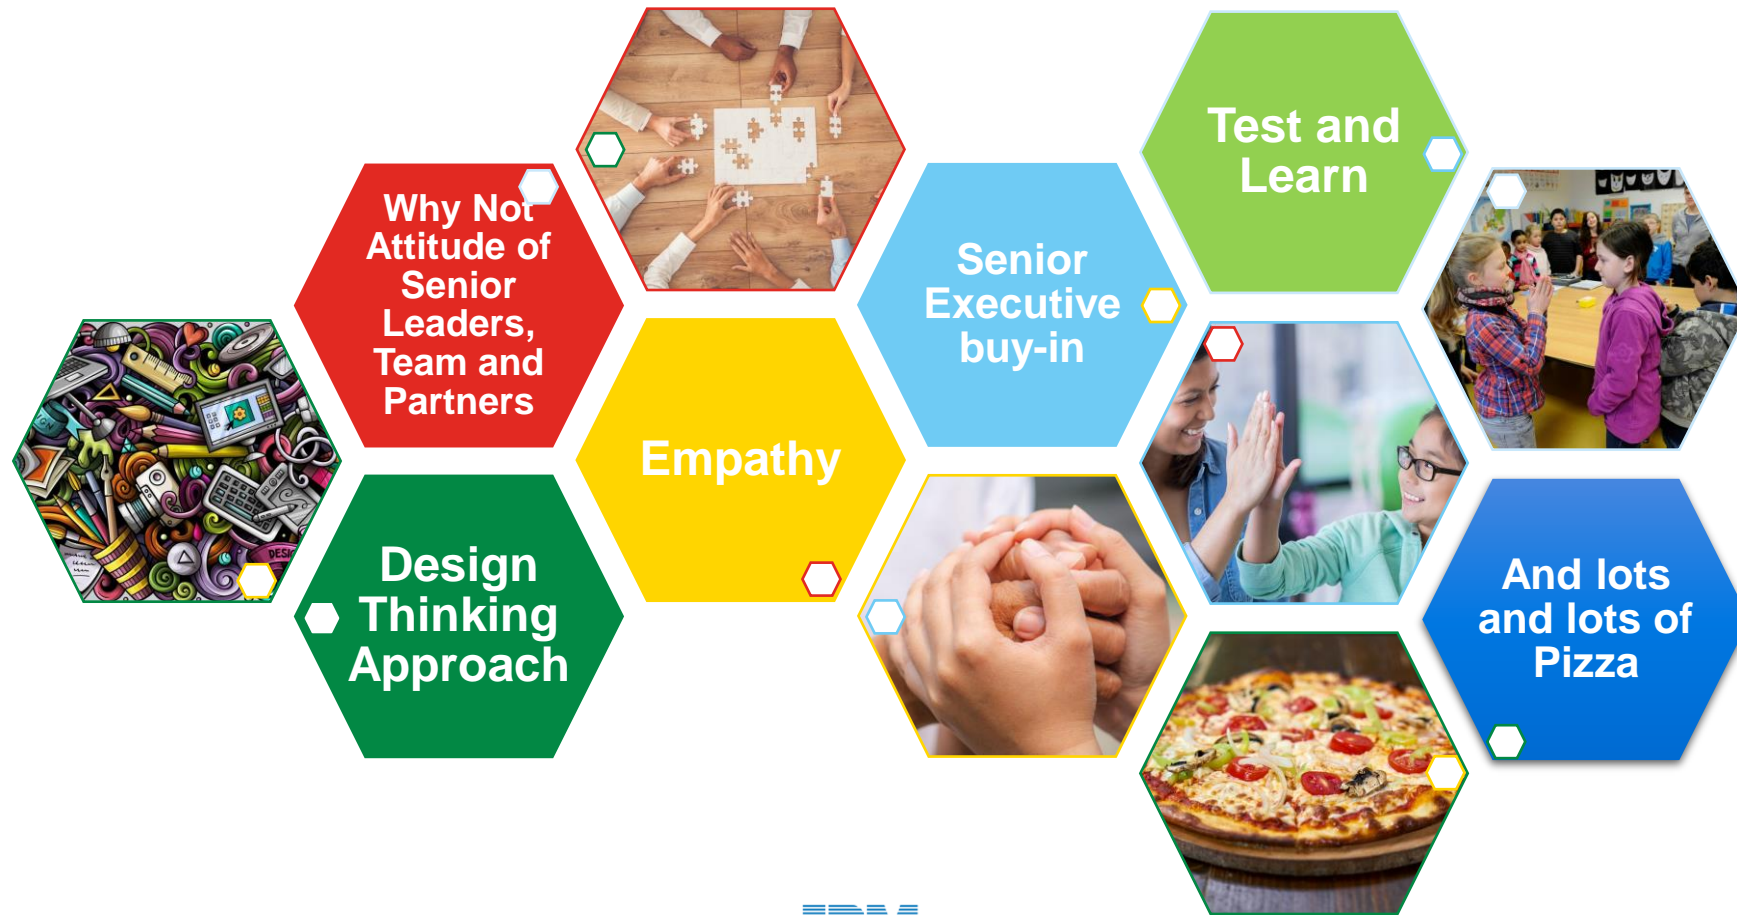 Why Not
Attitude of
Senior
Leaders,
Team and
Partners
Design
Thinking
Approach
Empathy
Senior
Executive
buy-in
Test and
Learn
And lots
and lots of
Pizza